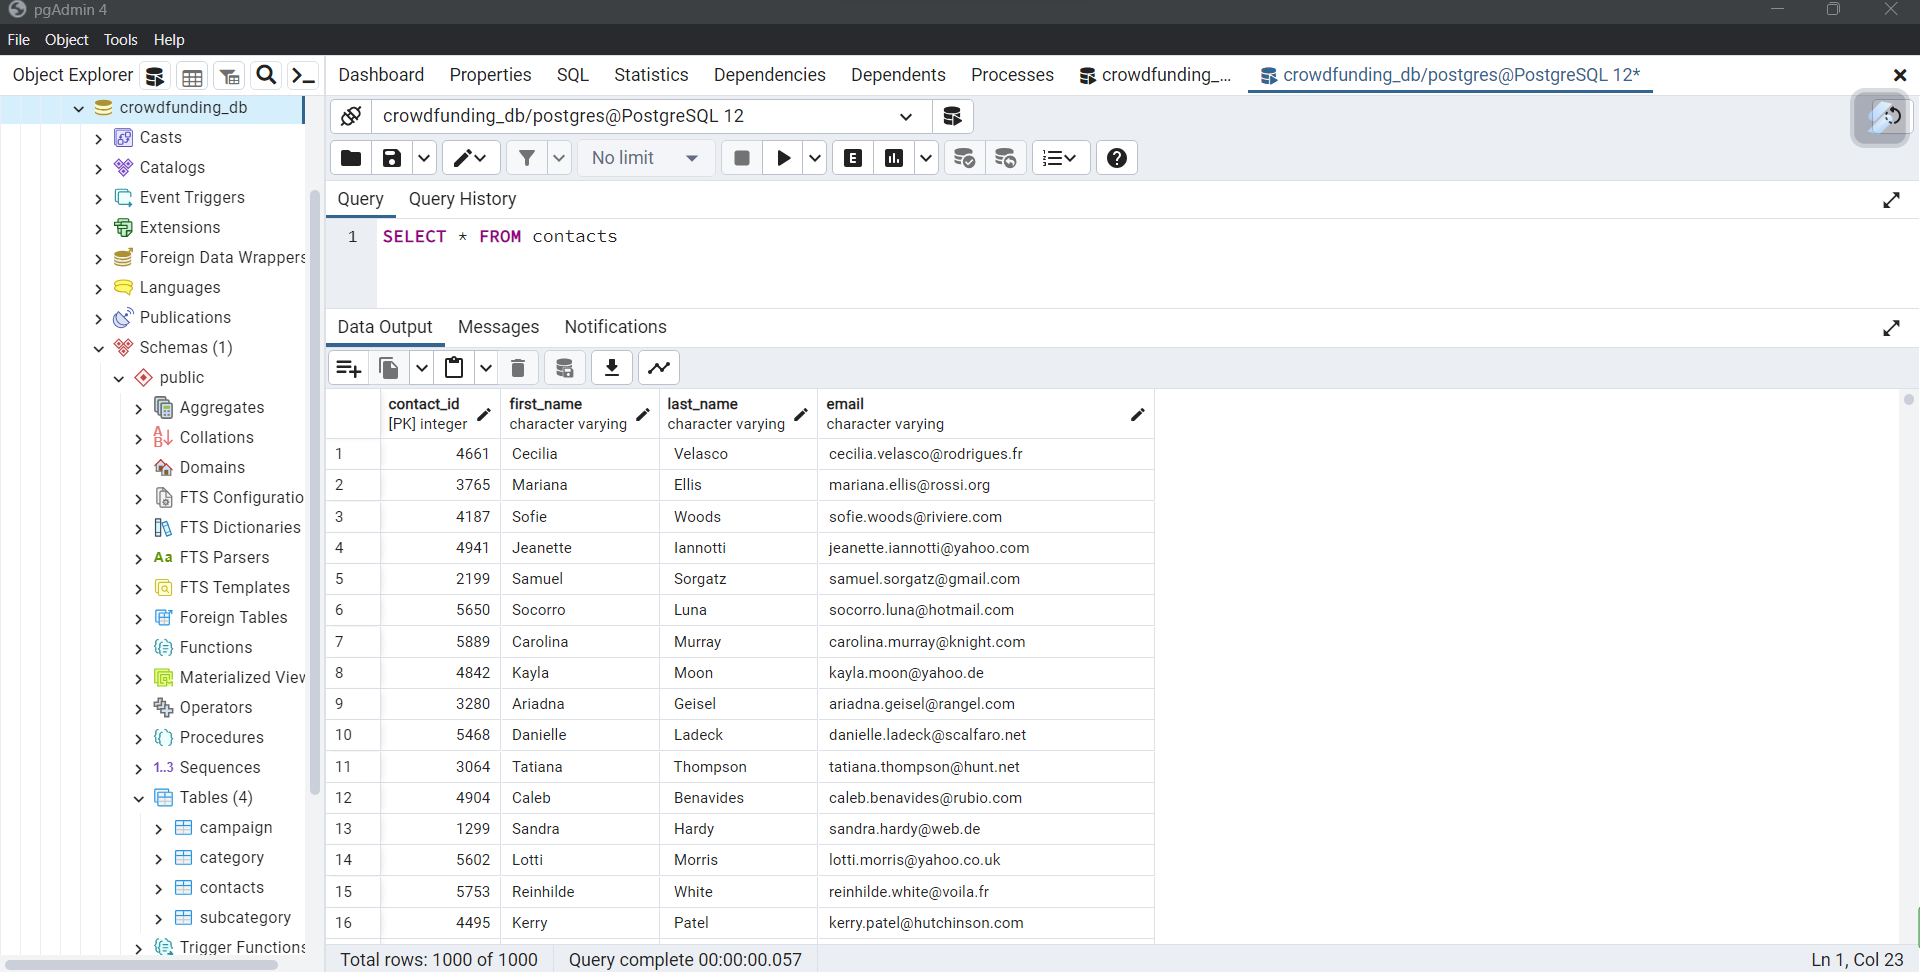 pgAdmin 4
File Object Tools Help
Object Explorer
Dashboard Properties SQL Statistics Dependencies Dependents Processes crowdfunding_... crowdfunding_db/postgres@PostgreSQL 12*
crowdfunding_db
Casts
Catalogs
Event Triggers
Extensions
Foreign Data Wrappers
Languages
Publications
Schemas (1)
public
Aggregates
Collations
Domains
FTS Configuratio
FTS Dictionaries
Aa FTS Parsers
FTS Templates
Foreign Tables
Functions
Materialized View
Operators
Procedures
1..3 Sequences
Tables (4)
campaign
category
contacts
subcategory
Trigger Functions
crowdfunding_db/postgres@PostgreSQL 12
No limit E
Query Query History
1 SELECT * FROM contacts
Data Output Messages Notifications
contact_id first_name last_name email
[PK] integer character varying character varying character varying
1 4661 Cecilia Velasco cecilia.velasco@rodrigues.fr
2 3765 Mariana Ellis mariana.ellis@rossi.org
3 4187 Sofie Woods sofie.woods@riviere.com
4 4941 Jeanette Iannotti jeanette.iannotti@yahoo.com
5 2199 Samuel Sorgatz samuel.sorgatz@gmail.com
6 5650 Socorro Luna socorro.luna@hotmail.com
7 5889 Carolina Murray carolina.murray@knight.com
8 4842 Kayla Moon kayla.moon@yahoo.de
9 3280 Ariadna Geisel ariadna.geisel@rangel.com
10 5468 Danielle Ladeck danielle.ladeck@scalfaro.net
11 3064 Tatiana Thompson tatiana.thompson@hunt.net
12 4904 Caleb Benavides caleb.benavides@rubio.com
13 1299 Sandra Hardy sandra.hardy@web.de
14 5602 Lotti Morris lotti.morris@yahoo.co.uk
15 5753 Reinhilde White reinhilde.white@voila.fr
16 4495 Kerry Patel kerry.patel@hutchinson.com
Total rows: 1000 of 1000 Query complete 00:00:00.057 Ln 1, Col 23